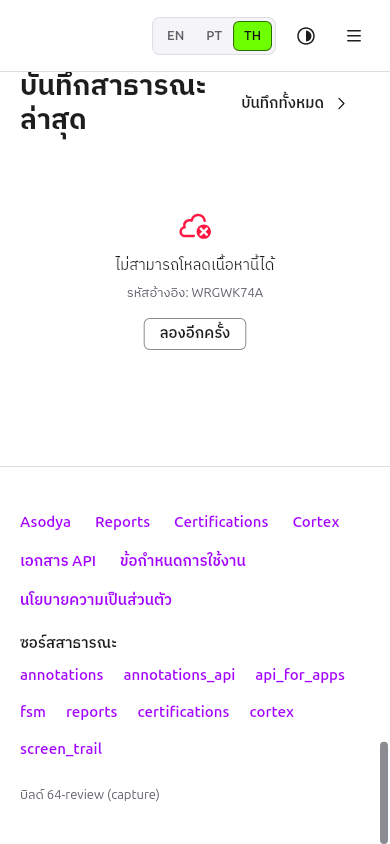 EN PT TH
บันทึกสาธารณะ
ล่าสุด
บันทึกทั้งหมด
ไม่สามารถโหลดเนื้อหานี้ได้
รหัสอ้างอิง: WRGWK74A
ลองอีกครั้ง
Asodya Reports Certifications Cortex
เอกสาร API ข้อกำหนดการใช้งาน
นโยบายความเป็นส่วนตัว
ซอร์สสาธารณะ
annotations annotations_api api_for_apps
fsm reports certifications cortex
screen_trail
บิลด์ 64-review (capture)